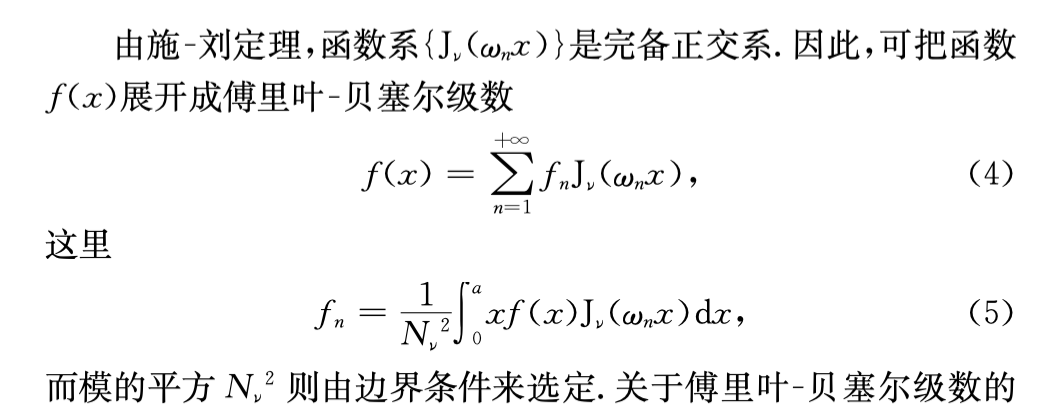 由施-刘定理,函数系{J_ν(ω_n x)}是完备正交系.因此,可把函数
f(x)展开成傅里叶-贝塞尔级数
f(x) = \sum_{n=1}^{+∞} f_n J_ν(ω_n x), (4)
这里
f_n = \frac{1}{N_ν^2} \int_0^a x f(x) J_ν(ω_n x) dx, (5)
而模的平方 N_ν^2 则由边界条件来选定.关于傅里叶-贝塞尔级数的